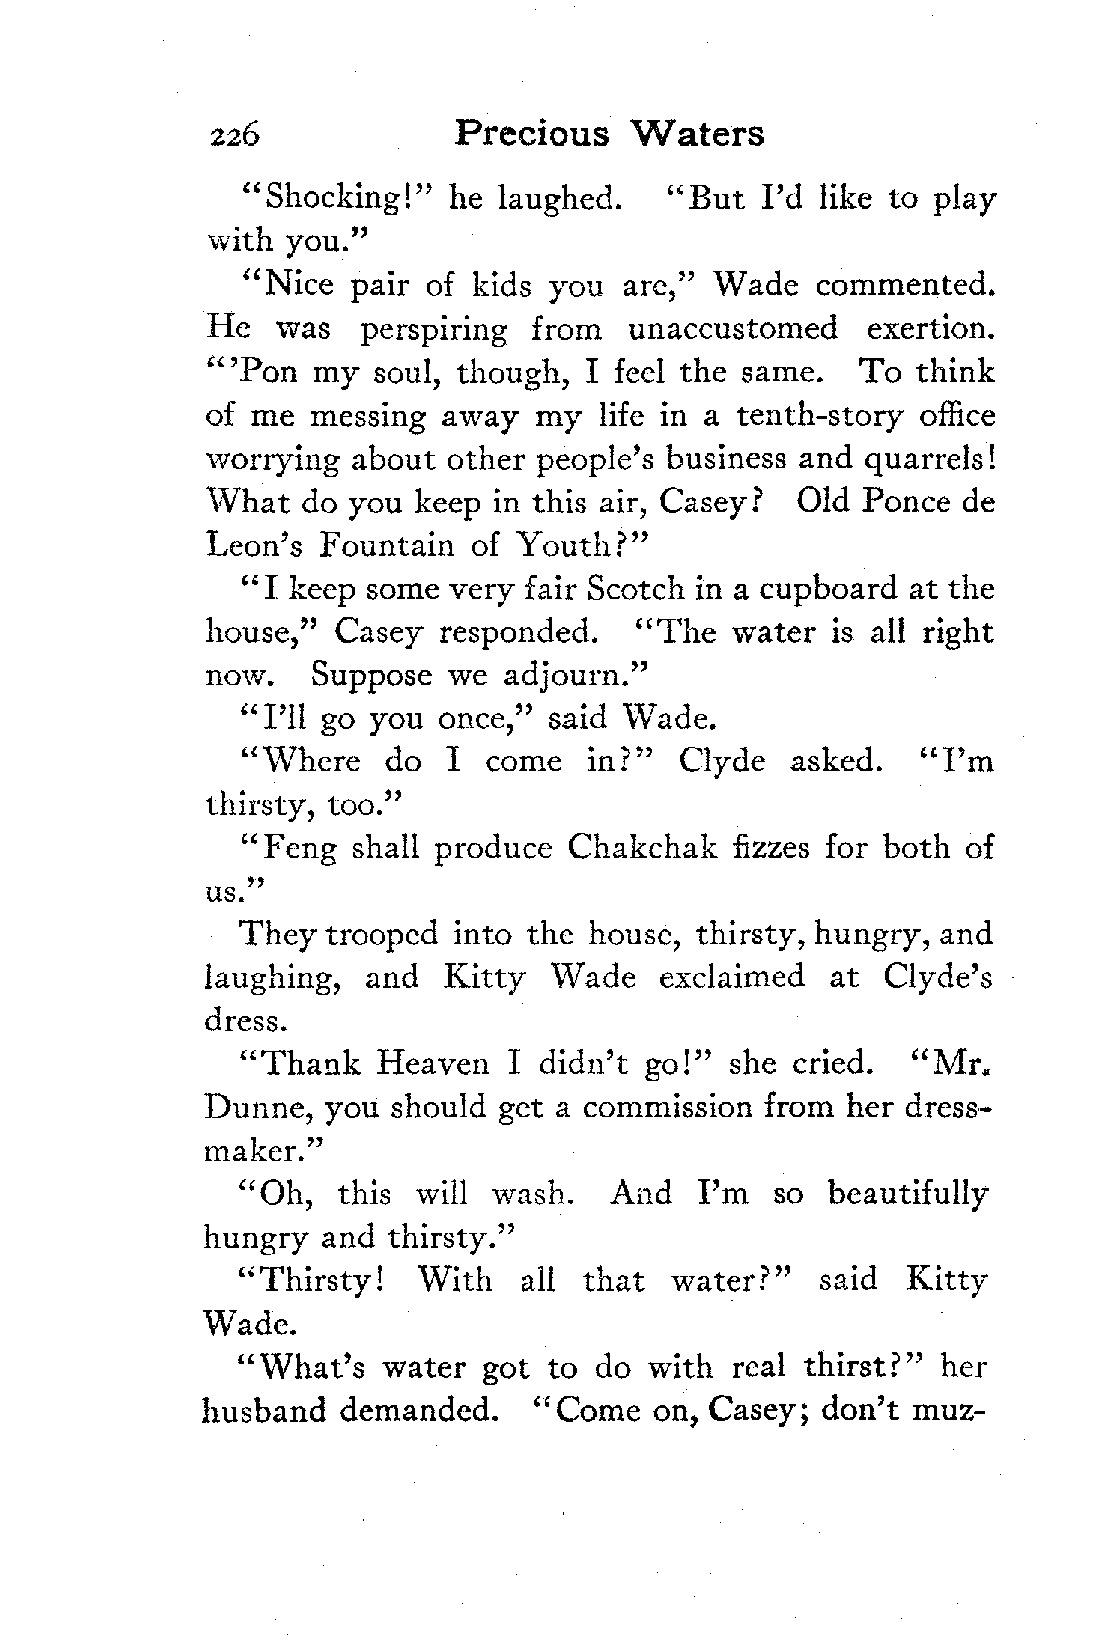 226 Precious Waters
“Shocking!” he laughed. “But I’d like to play
with you.”
“Nice pair of kids you are,” Wade commented.
He was perspiring from unaccustomed exertion.
“’Pon my soul, though, I feel the same. To think
of me messing away my life in a tenth-story office
worrying about other people’s business and quarrels!
What do you keep in this air, Casey? Old Ponce de
Leon’s Fountain of Youth?”
“I keep some very fair Scotch in a cupboard at the
house,” Casey responded. “The water is all right
now. Suppose we adjourn.”
“I’ll go you once,” said Wade.
“Where do I come in?” Clyde asked. “I’m
thirsty, too.”
“Feng shall produce Chakchak fizzes for both of
us.”
They trooped into the house, thirsty, hungry, and
laughing, and Kitty Wade exclaimed at Clyde’s
dress.
“Thank Heaven I didn’t go!” she cried. “Mr.
Dunne, you should get a commission from her dress-
maker.”
“Oh, this will wash. And I’m so beautifully
hungry and thirsty.”
“Thirsty! With all that water?” said Kitty
Wade.
“What’s water got to do with real thirst?” her
husband demanded. “Come on, Casey; don’t muz-